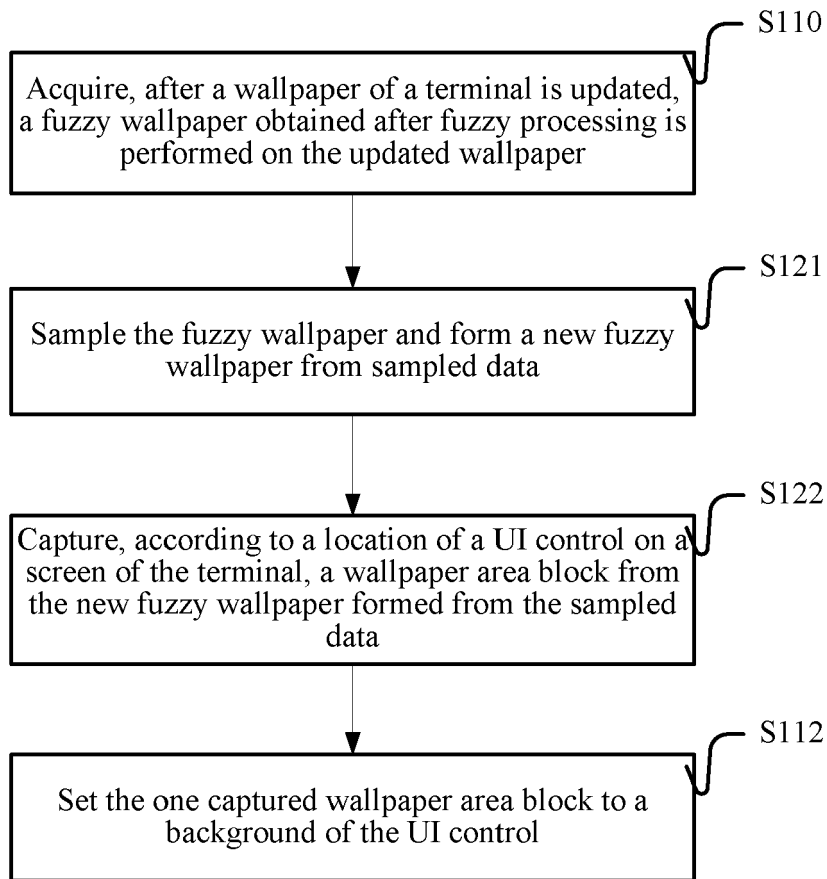 S110
Acquire, after a wallpaper of a terminal is updated,
a fuzzy wallpaper obtained after fuzzy processing is
performed on the updated wallpaper
S121
Sample the fuzzy wallpaper and form a new fuzzy
wallpaper from sampled data
S122
Capture, according to a location of a UI control on a
screen of the terminal, a wallpaper area block from
the new fuzzy wallpaper formed from the sampled
data
S112
Set the one captured wallpaper area block to a
background of the UI control